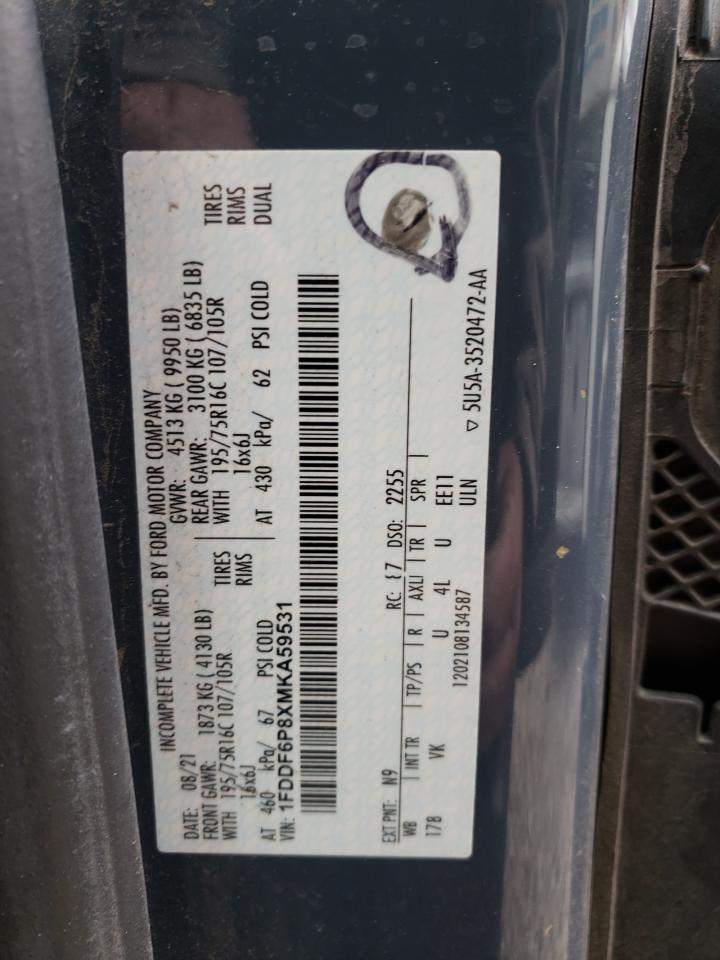 INCOMPLETE VEHICLE MFD. BY FORD MOTOR COMPANY
DATE: 08/21 GVWR: 4513 KG ( 9950 LB)
FRONT GAWR: 1873 KG ( 4130 LB) REAR GAWR: 3100 KG ( 6835 LB)
WITH 195/75R16C 107/105R TIRES WITH 195/75R16C 107/105R TIRES
16x6J RIMS 16x6J RIMS
AT 460 kPa/ 67 PSI COLD AT 430 kPa/ 62 PSI COLD DUAL
VIN: 1FDDF6P8XMKA59531
EXT PNT: N9 RC: 87 DSO: 2255
WB INT TR TP/PS R AXL TR SPR
178 VK U 4L U EE11
1202108134587 ULN
▽ 5U5A-3520472-AA